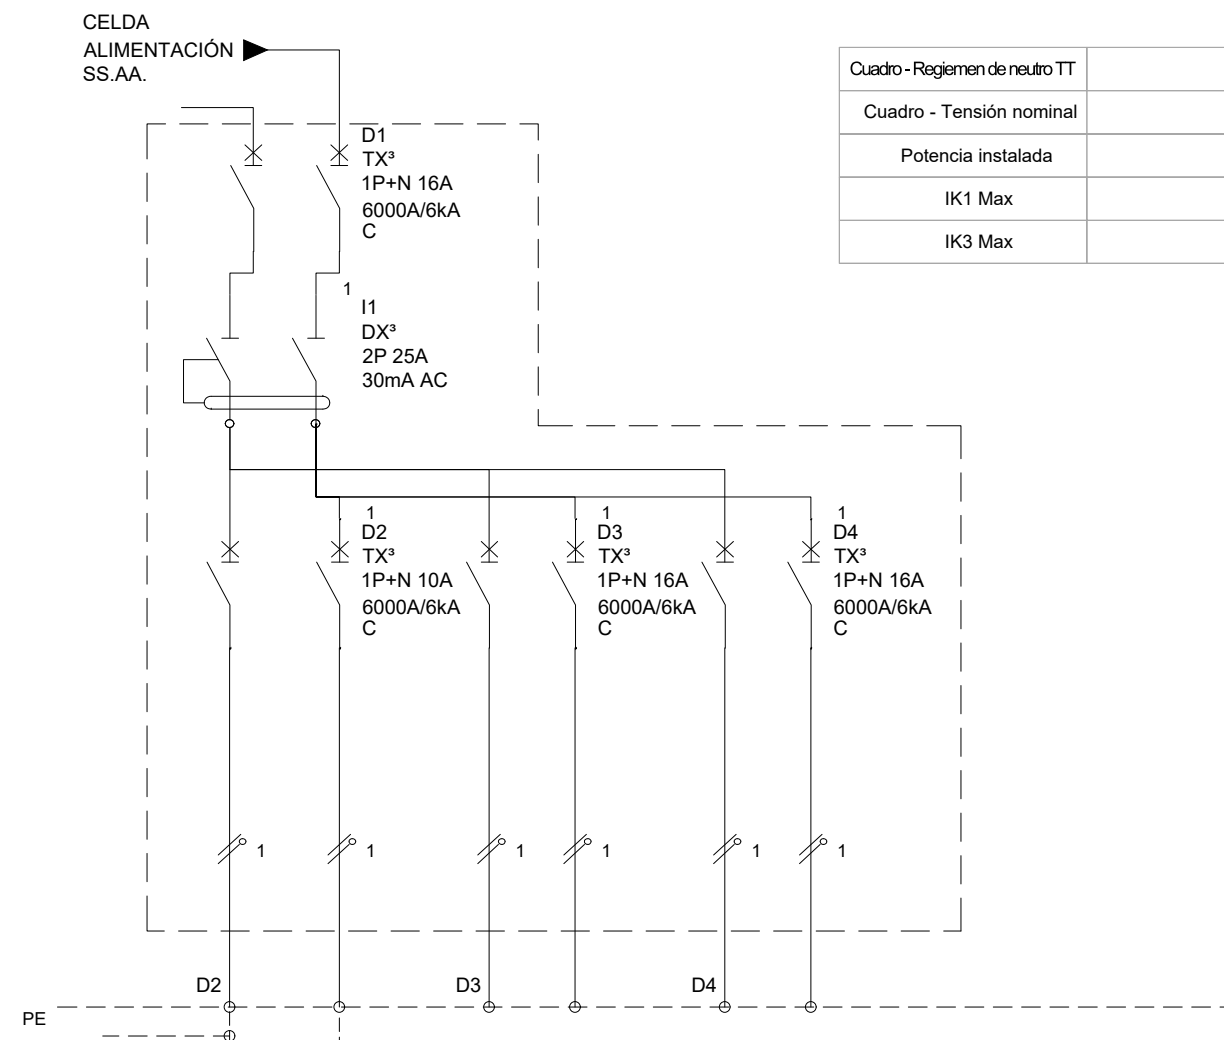 CELDA
ALIMENTACIÓN
SS.AA.
Cuadro - Regiemen de neutro TT
Cuadro - Tensión nominal
Potencia instalada
IK1 Max
IK3 Max
D1
TX³
1P+N 16A
6000A/6kA
C
1
I1
DX³
2P 25A
30mA AC
1
D2
TX³
1P+N 10A
6000A/6kA
C
1
D3
TX³
1P+N 16A
6000A/6kA
C
1
D4
TX³
1P+N 16A
6000A/6kA
C
1
1
1
1
1
1
D2
D3
D4
PE